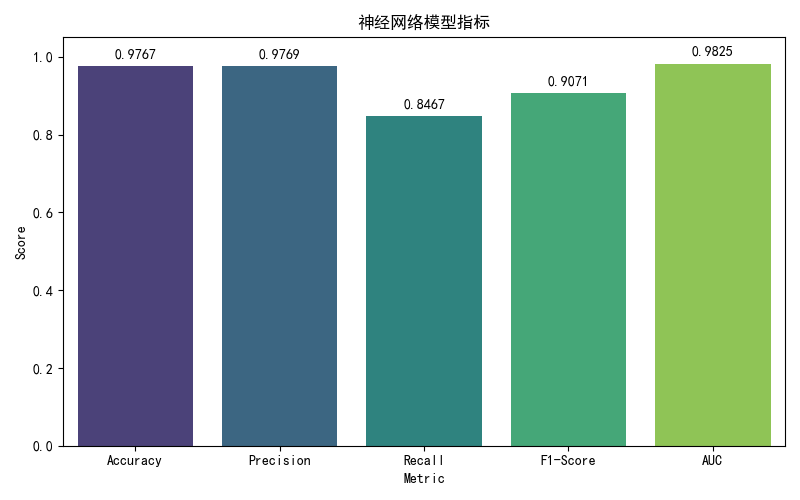 神经网络模型指标
0.9767
0.9769
0.8467
0.9071
0.9825
Score
1.0
0.8
0.6
0.4
0.2
0.0
Accuracy
Precision
Recall
F1-Score
AUC
Metric